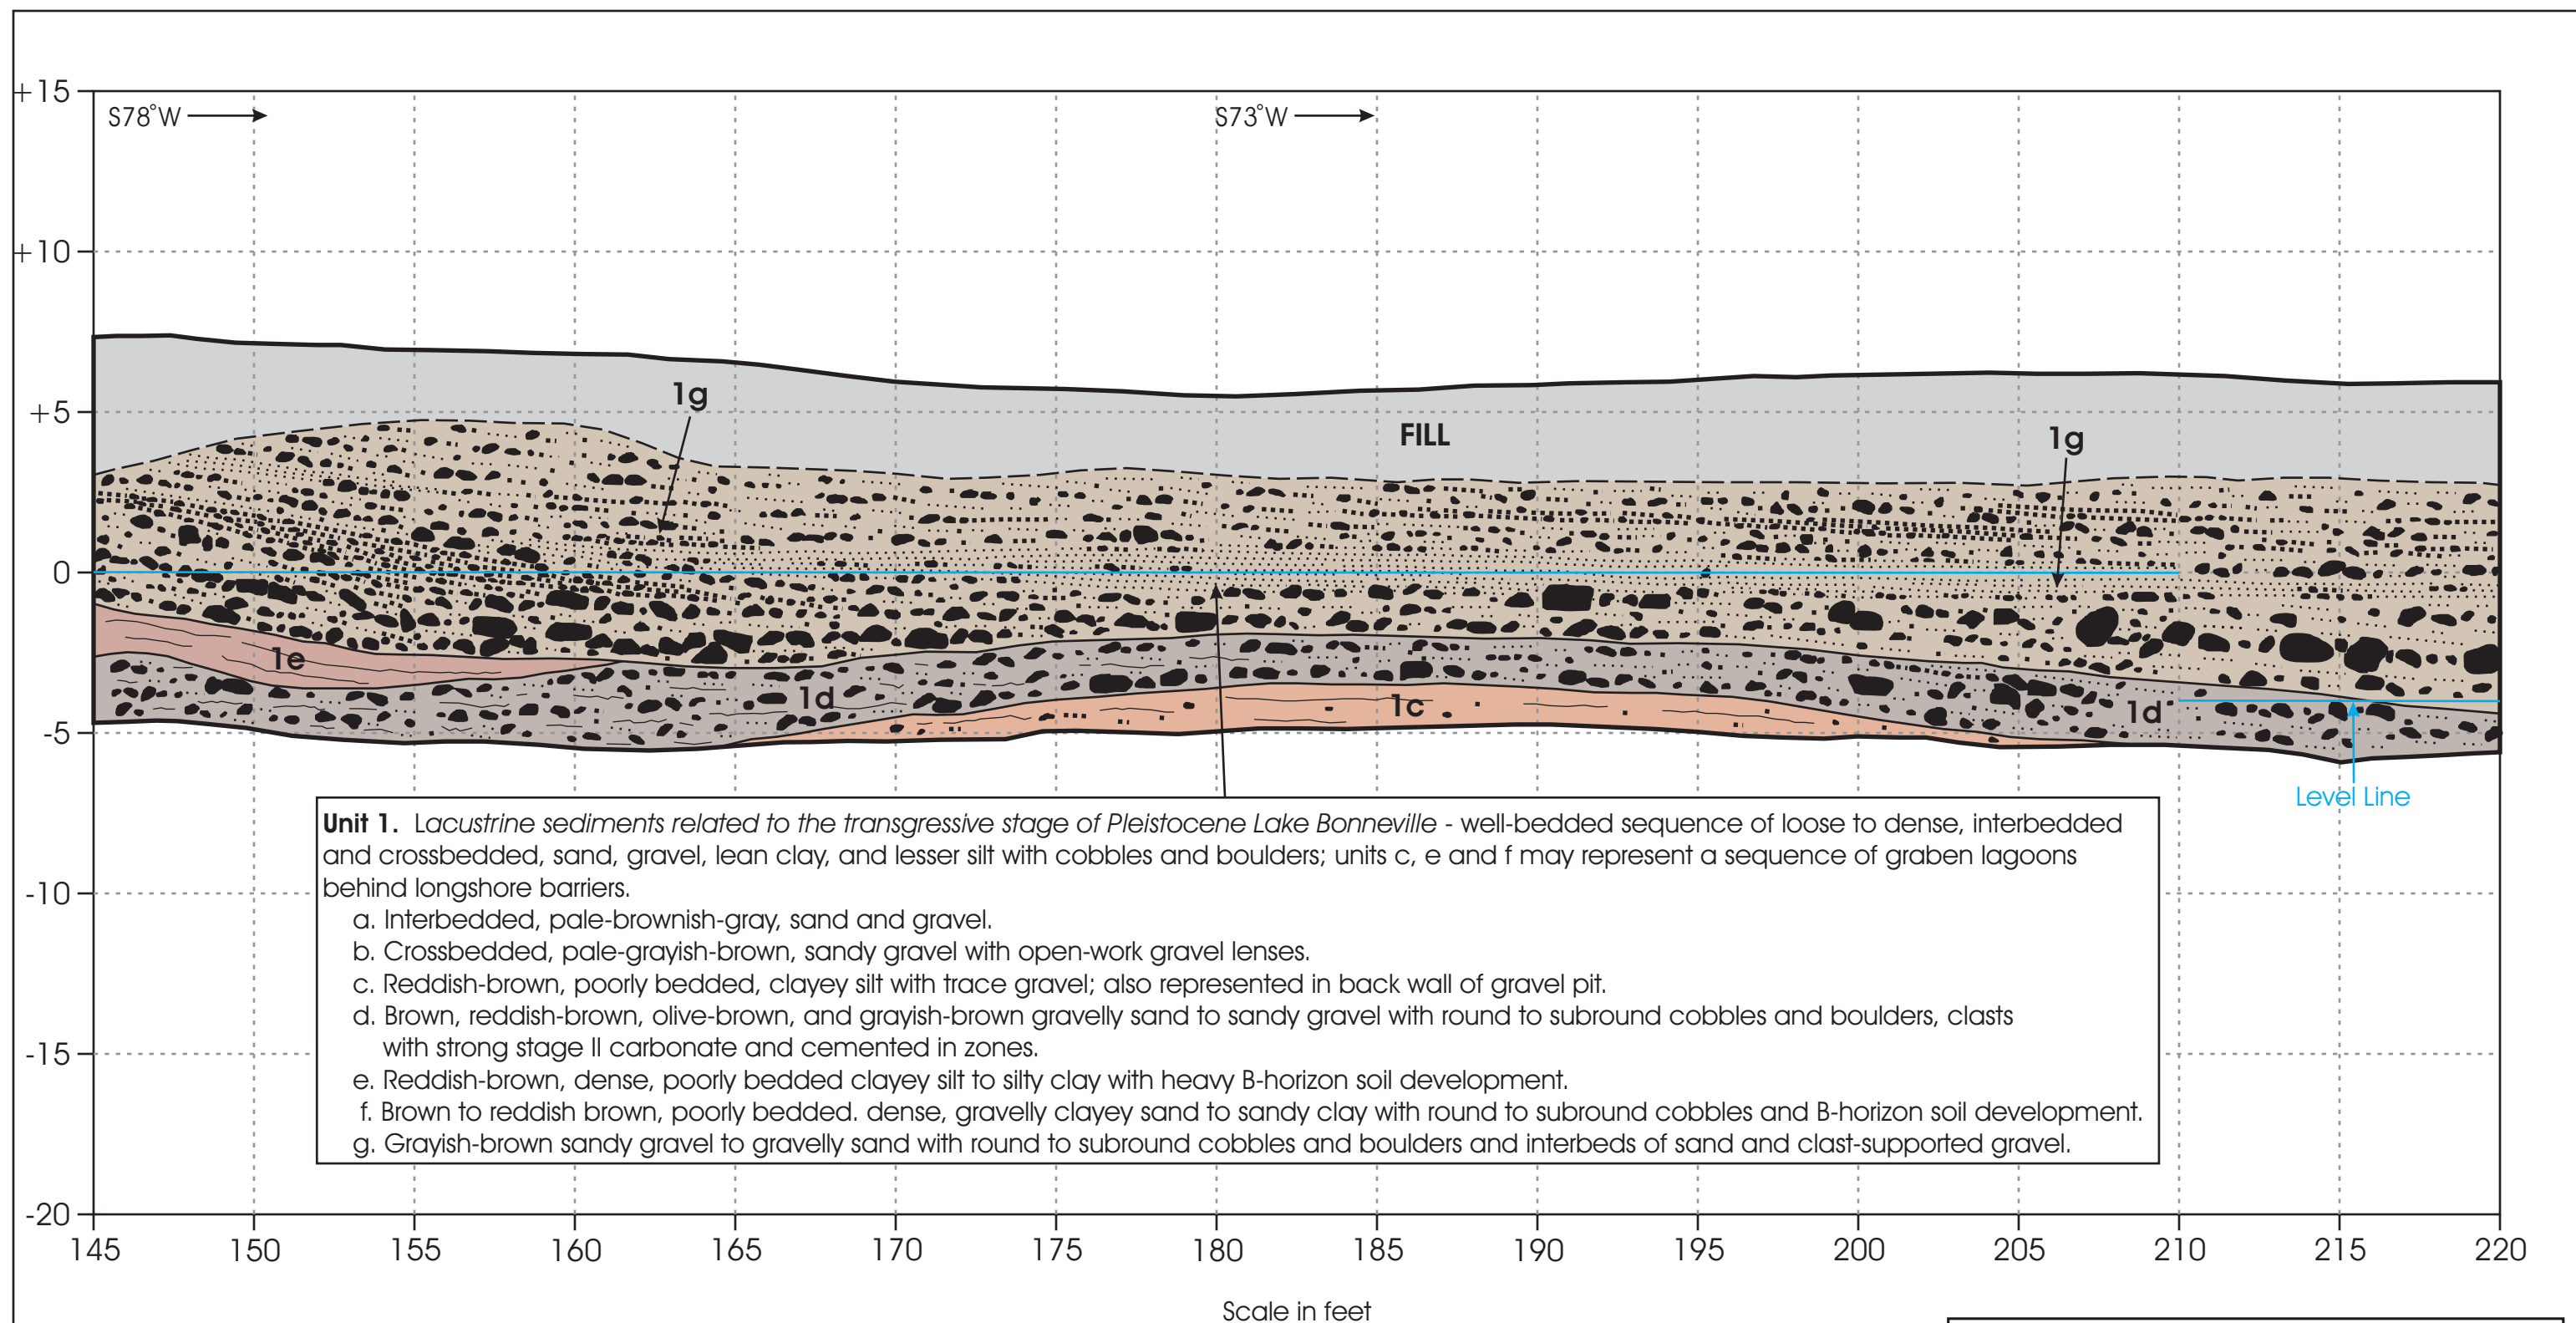 +15
S78°W
S73°W
+10
1g
+5
FILL
1g
0
1e
1d
1c
1d
-5
Level Line
Unit 1. Lacustrine sediments related to the transgressive stage of Pleistocene Lake Bonneville - well-bedded sequence of loose to dense, interbedded
and crossbedded, sand, gravel, lean clay, and lesser silt with cobbles and boulders; units c, e and f may represent a sequence of graben lagoons
behind longshore barriers.
a. Interbedded, pale-brownish-gray, sand and gravel.
b. Crossbedded, pale-grayish-brown, sandy gravel with open-work gravel lenses.
c. Reddish-brown, poorly bedded, clayey silt with trace gravel; also represented in back wall of gravel pit.
d. Brown, reddish-brown, olive-brown, and grayish-brown gravelly sand to sandy gravel with round to subround cobbles and boulders, clasts
with strong stage II carbonate and cemented in zones.
e. Reddish-brown, dense, poorly bedded clayey silt to silty clay with heavy B-horizon soil development.
f. Brown to reddish brown, poorly bedded. dense, gravelly clayey sand to sandy clay with round to subround cobbles and B-horizon soil development.
g. Grayish-brown sandy gravel to gravelly sand with round to subround cobbles and boulders and interbeds of sand and clast-supported gravel.
-10
-15
-20
145 150 155 160 165 170 175 180 185 190 195 200 205 210 215 220
Scale in feet